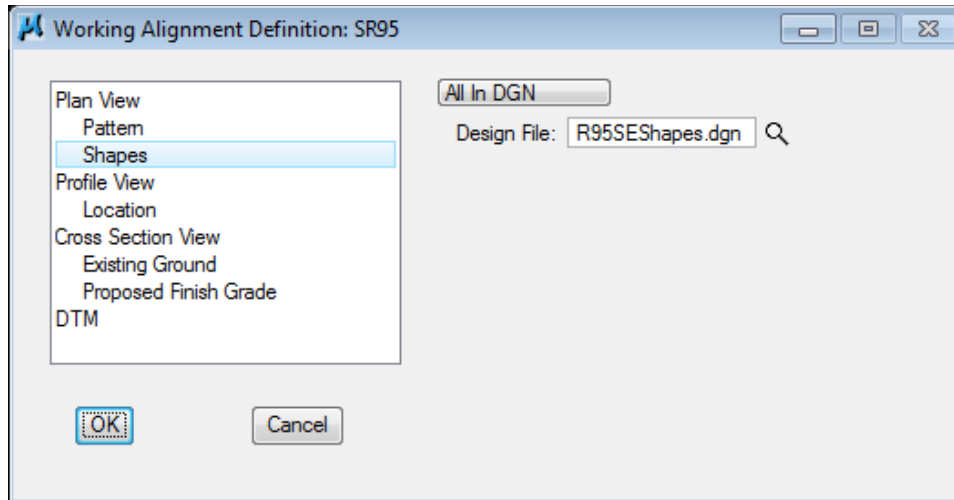 Working Alignment Definition: SR95
Plan View
Pattern
Shapes
Profile View
Location
Cross Section View
Existing Ground
Proposed Finish Grade
DTM
All In DGN
Design File: R95SEShapes.dgn
OK
Cancel